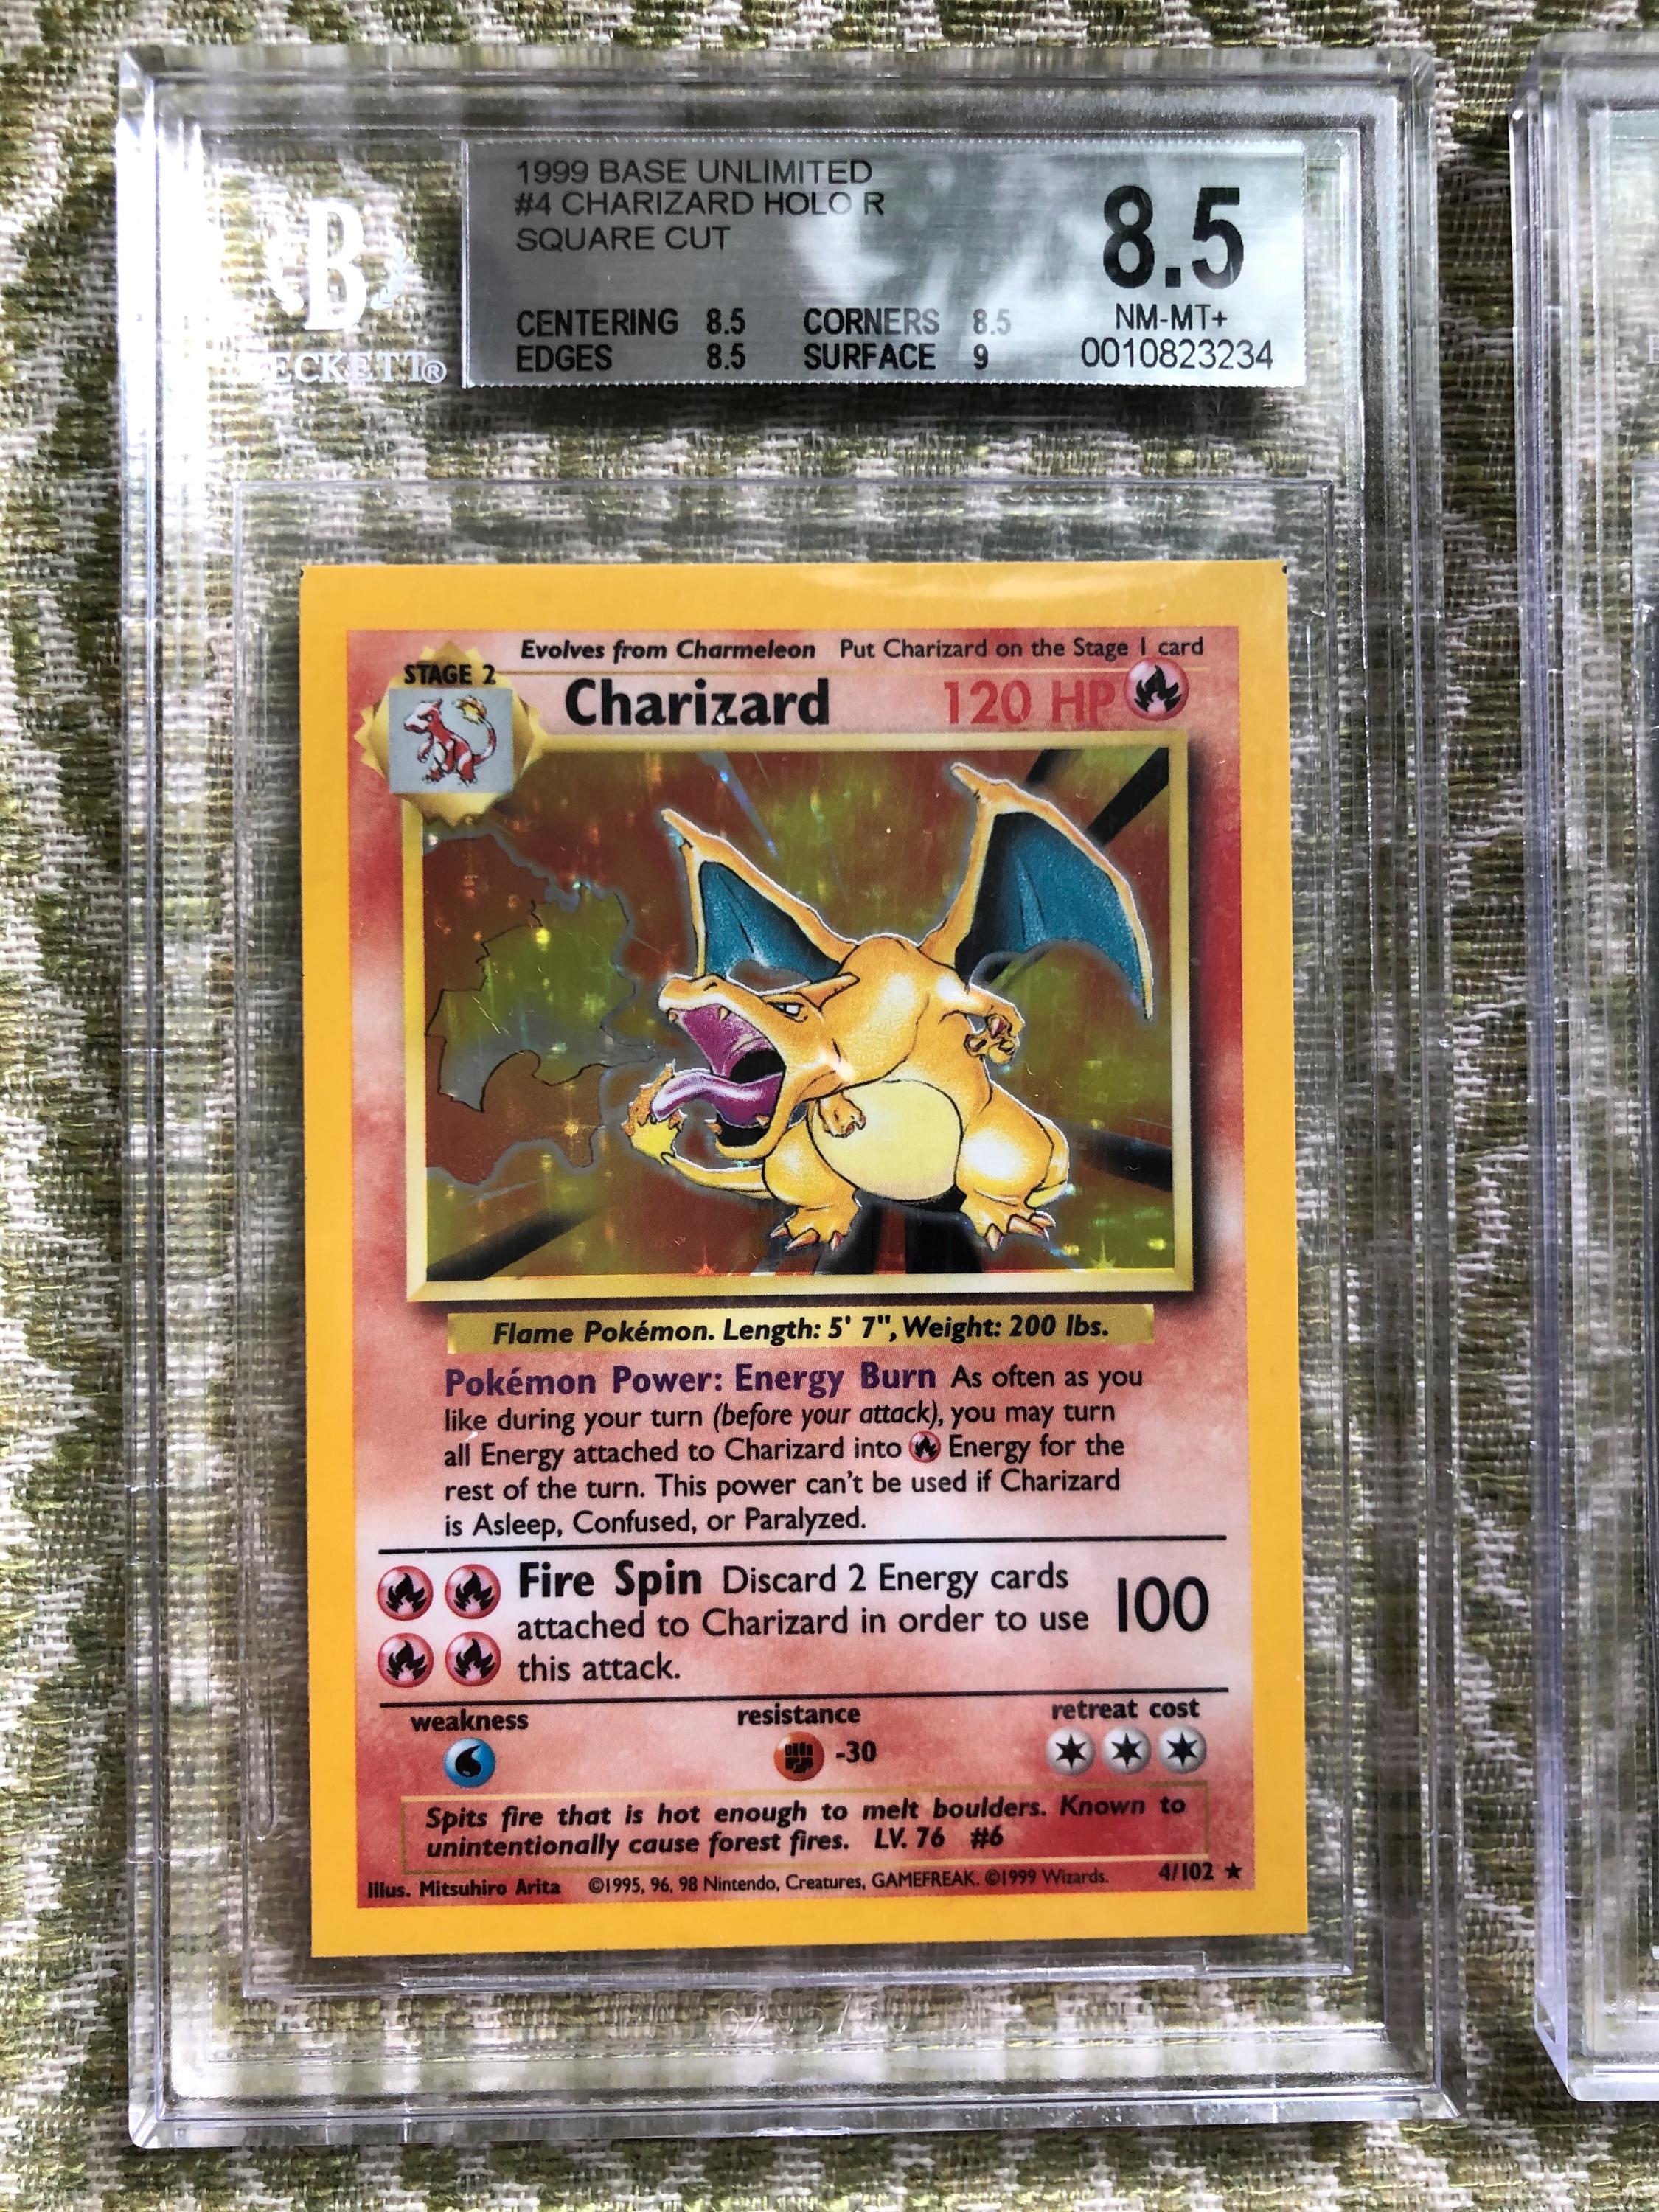 1999 BASE UNLIMITED
#4 CHARIZARD HOLO R
SQUARE CUT
8.5
CENTERING 8.5 CORNERS 8.5
NM-MT+
EDGES 8.5 SURFACE 9
0010823234
B
BECKETT®
Evolves from Charmeleon Put Charizard on the Stage 1 card
STAGE 2
Charizard 120 HP
Flame Pokémon. Length: 5' 7", Weight: 200 lbs.
Pokémon Power: Energy Burn As often as you
like during your turn (before your attack), you may turn
all Energy attached to Charizard into Energy for the
rest of the turn. This power can't be used if Charizard
is Asleep, Confused, or Paralyzed.
Fire Spin Discard 2 Energy cards
attached to Charizard in order to use 100
this attack.
weakness resistance retreat cost
-30
Spits fire that is hot enough to melt boulders. Known to
unintentionally cause forest fires. LV. 76 #6
Illus. Mitsuhiro Arita ©1995, 96, 98 Nintendo, Creatures, GAMEFREAK. ©1999 Wizards. 4/102 ★